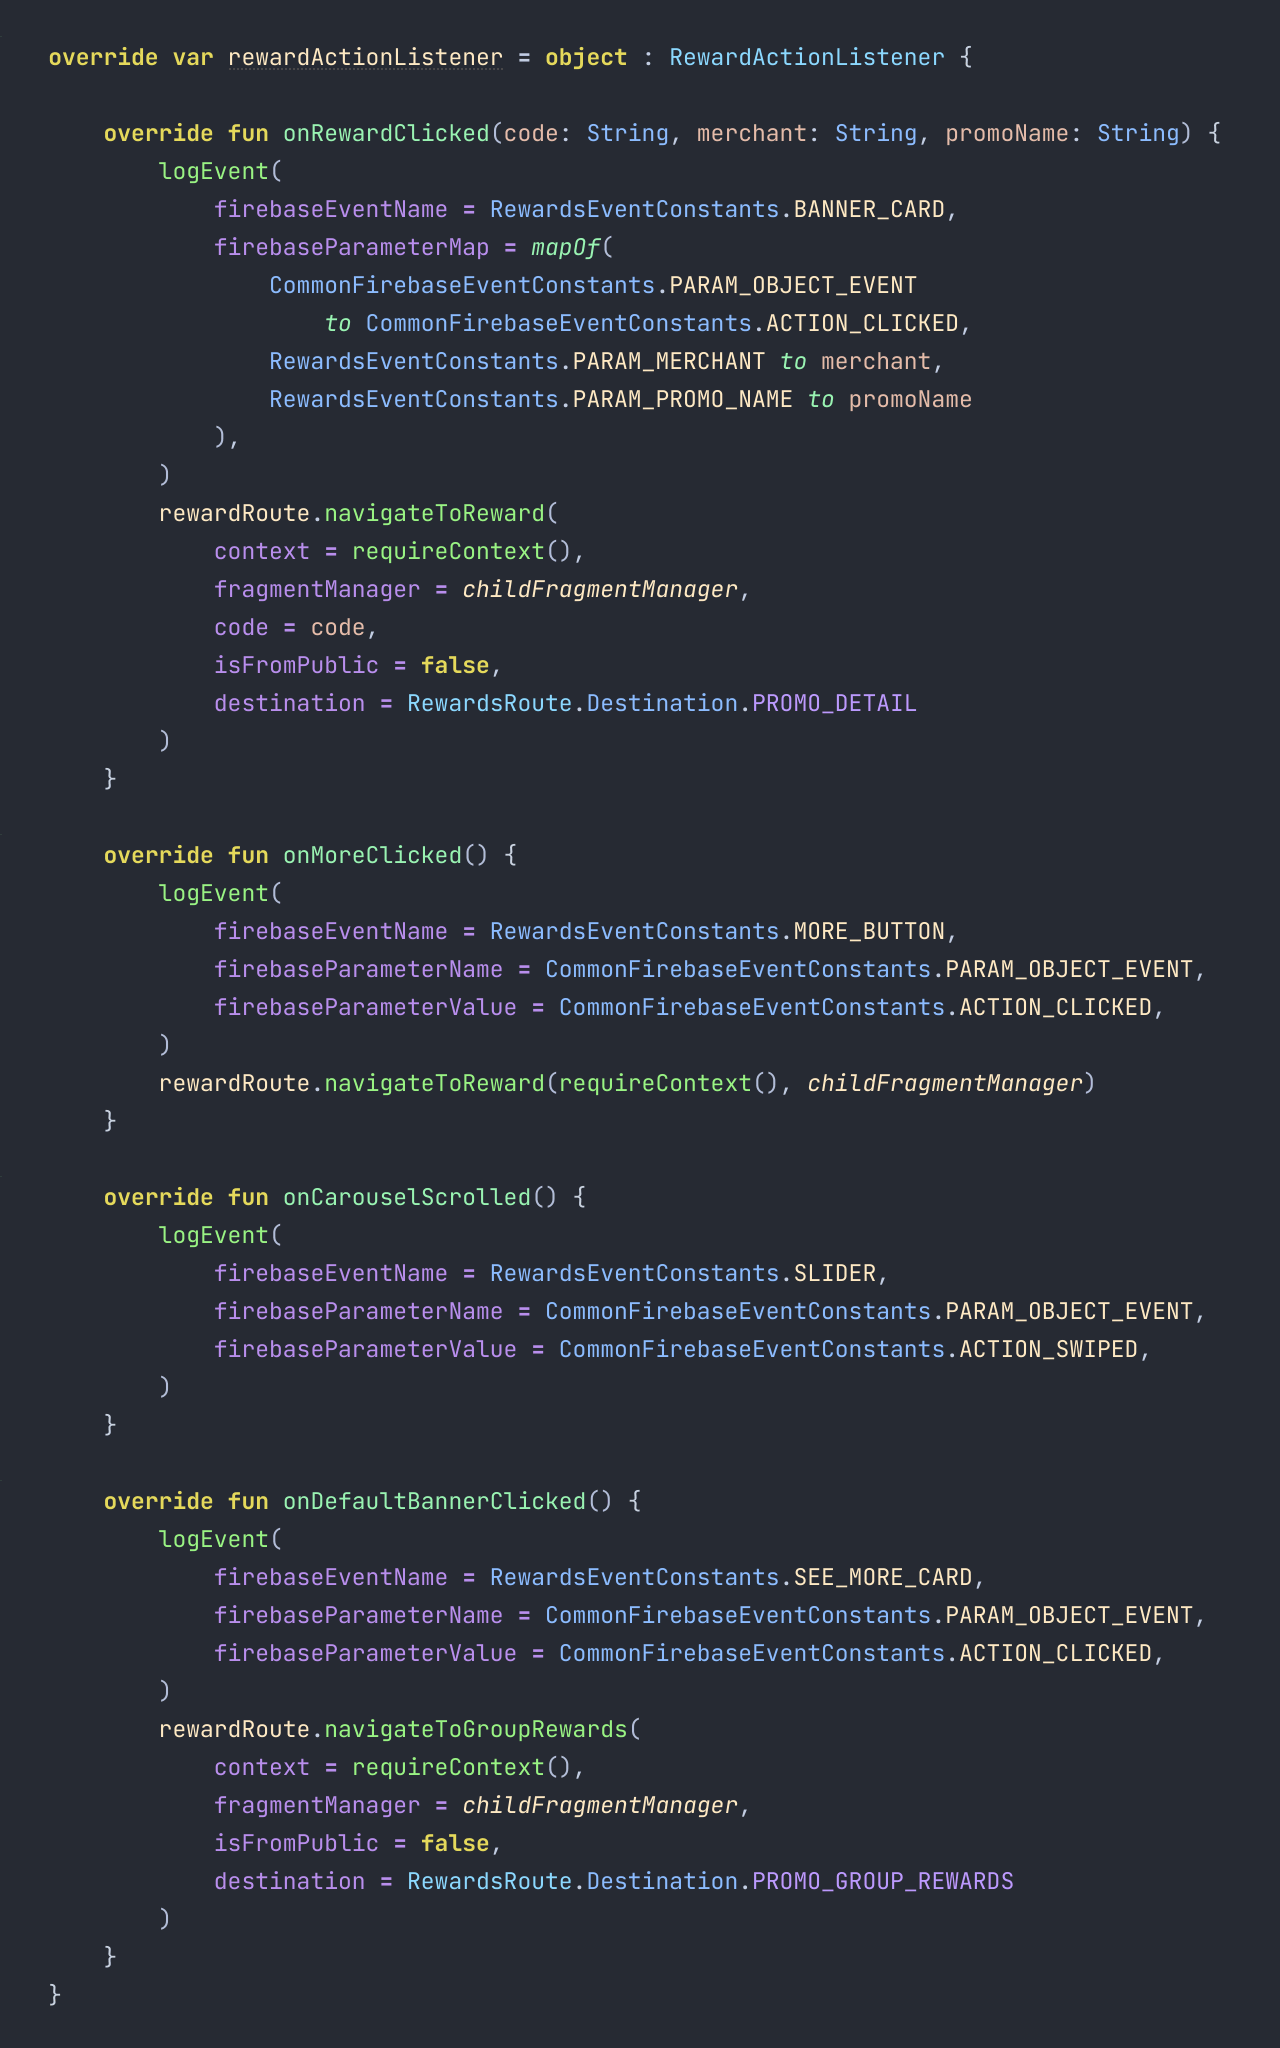 override var rewardActionListener = object : RewardActionListener {
    override fun onRewardClicked(code: String, merchant: String, promoName: String) {
        logEvent(
            firebaseEventName = RewardsEventConstants.BANNER_CARD,
            firebaseParameterMap = mapOf(
                CommonFirebaseEventConstants.PARAM_OBJECT_EVENT
                    to CommonFirebaseEventConstants.ACTION_CLICKED,
                RewardsEventConstants.PARAM_MERCHANT to merchant,
                RewardsEventConstants.PARAM_PROMO_NAME to promoName
            ),
        )
        rewardRoute.navigateToReward(
            context = requireContext(),
            fragmentManager = childFragmentManager,
            code = code,
            isFromPublic = false,
            destination = RewardsRoute.Destination.PROMO_DETAIL
        )
    }
    override fun onMoreClicked() {
        logEvent(
            firebaseEventName = RewardsEventConstants.MORE_BUTTON,
            firebaseParameterName = CommonFirebaseEventConstants.PARAM_OBJECT_EVENT,
            firebaseParameterValue = CommonFirebaseEventConstants.ACTION_CLICKED,
        )
        rewardRoute.navigateToReward(requireContext(), childFragmentManager)
    }
    override fun onCarouselScrolled() {
        logEvent(
            firebaseEventName = RewardsEventConstants.SLIDER,
            firebaseParameterName = CommonFirebaseEventConstants.PARAM_OBJECT_EVENT,
            firebaseParameterValue = CommonFirebaseEventConstants.ACTION_SWIPED,
        )
    }
    override fun onDefaultBannerClicked() {
        logEvent(
            firebaseEventName = RewardsEventConstants.SEE_MORE_CARD,
            firebaseParameterName = CommonFirebaseEventConstants.PARAM_OBJECT_EVENT,
            firebaseParameterValue = CommonFirebaseEventConstants.ACTION_CLICKED,
        )
        rewardRoute.navigateToGroupRewards(
            context = requireContext(),
            fragmentManager = childFragmentManager,
            isFromPublic = false,
            destination = RewardsRoute.Destination.PROMO_GROUP_REWARDS
        )
    }
}